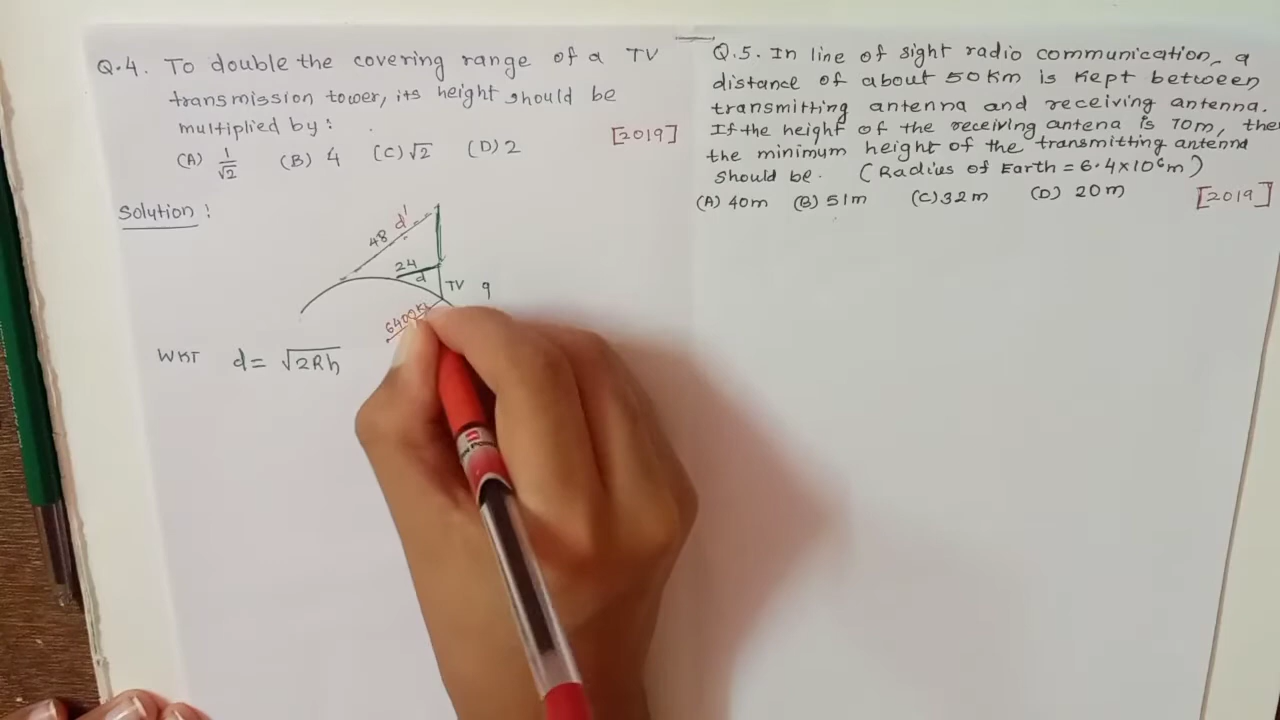 Q.4. To double the covering range of a TV
transmission tower, its height should be
multiplied by :
[2019]
(A) 1/√2 (B) 4 (C) √2 (D) 2
Solution :
48 d'
24
d
TV 9
6400K
WKT d = √2Rh
Q.5. In line of sight radio communication, a
distance of about 50 Km is Kept between
transmitting antenna and receiving antenna.
If the height of the receiving antena is 70m, the
the minimum height of the transmitting antenna
should be. (Radius of Earth = 6.4×10⁶m)
(A) 40m (B) 51m (C) 32m (D) 20m [2019]